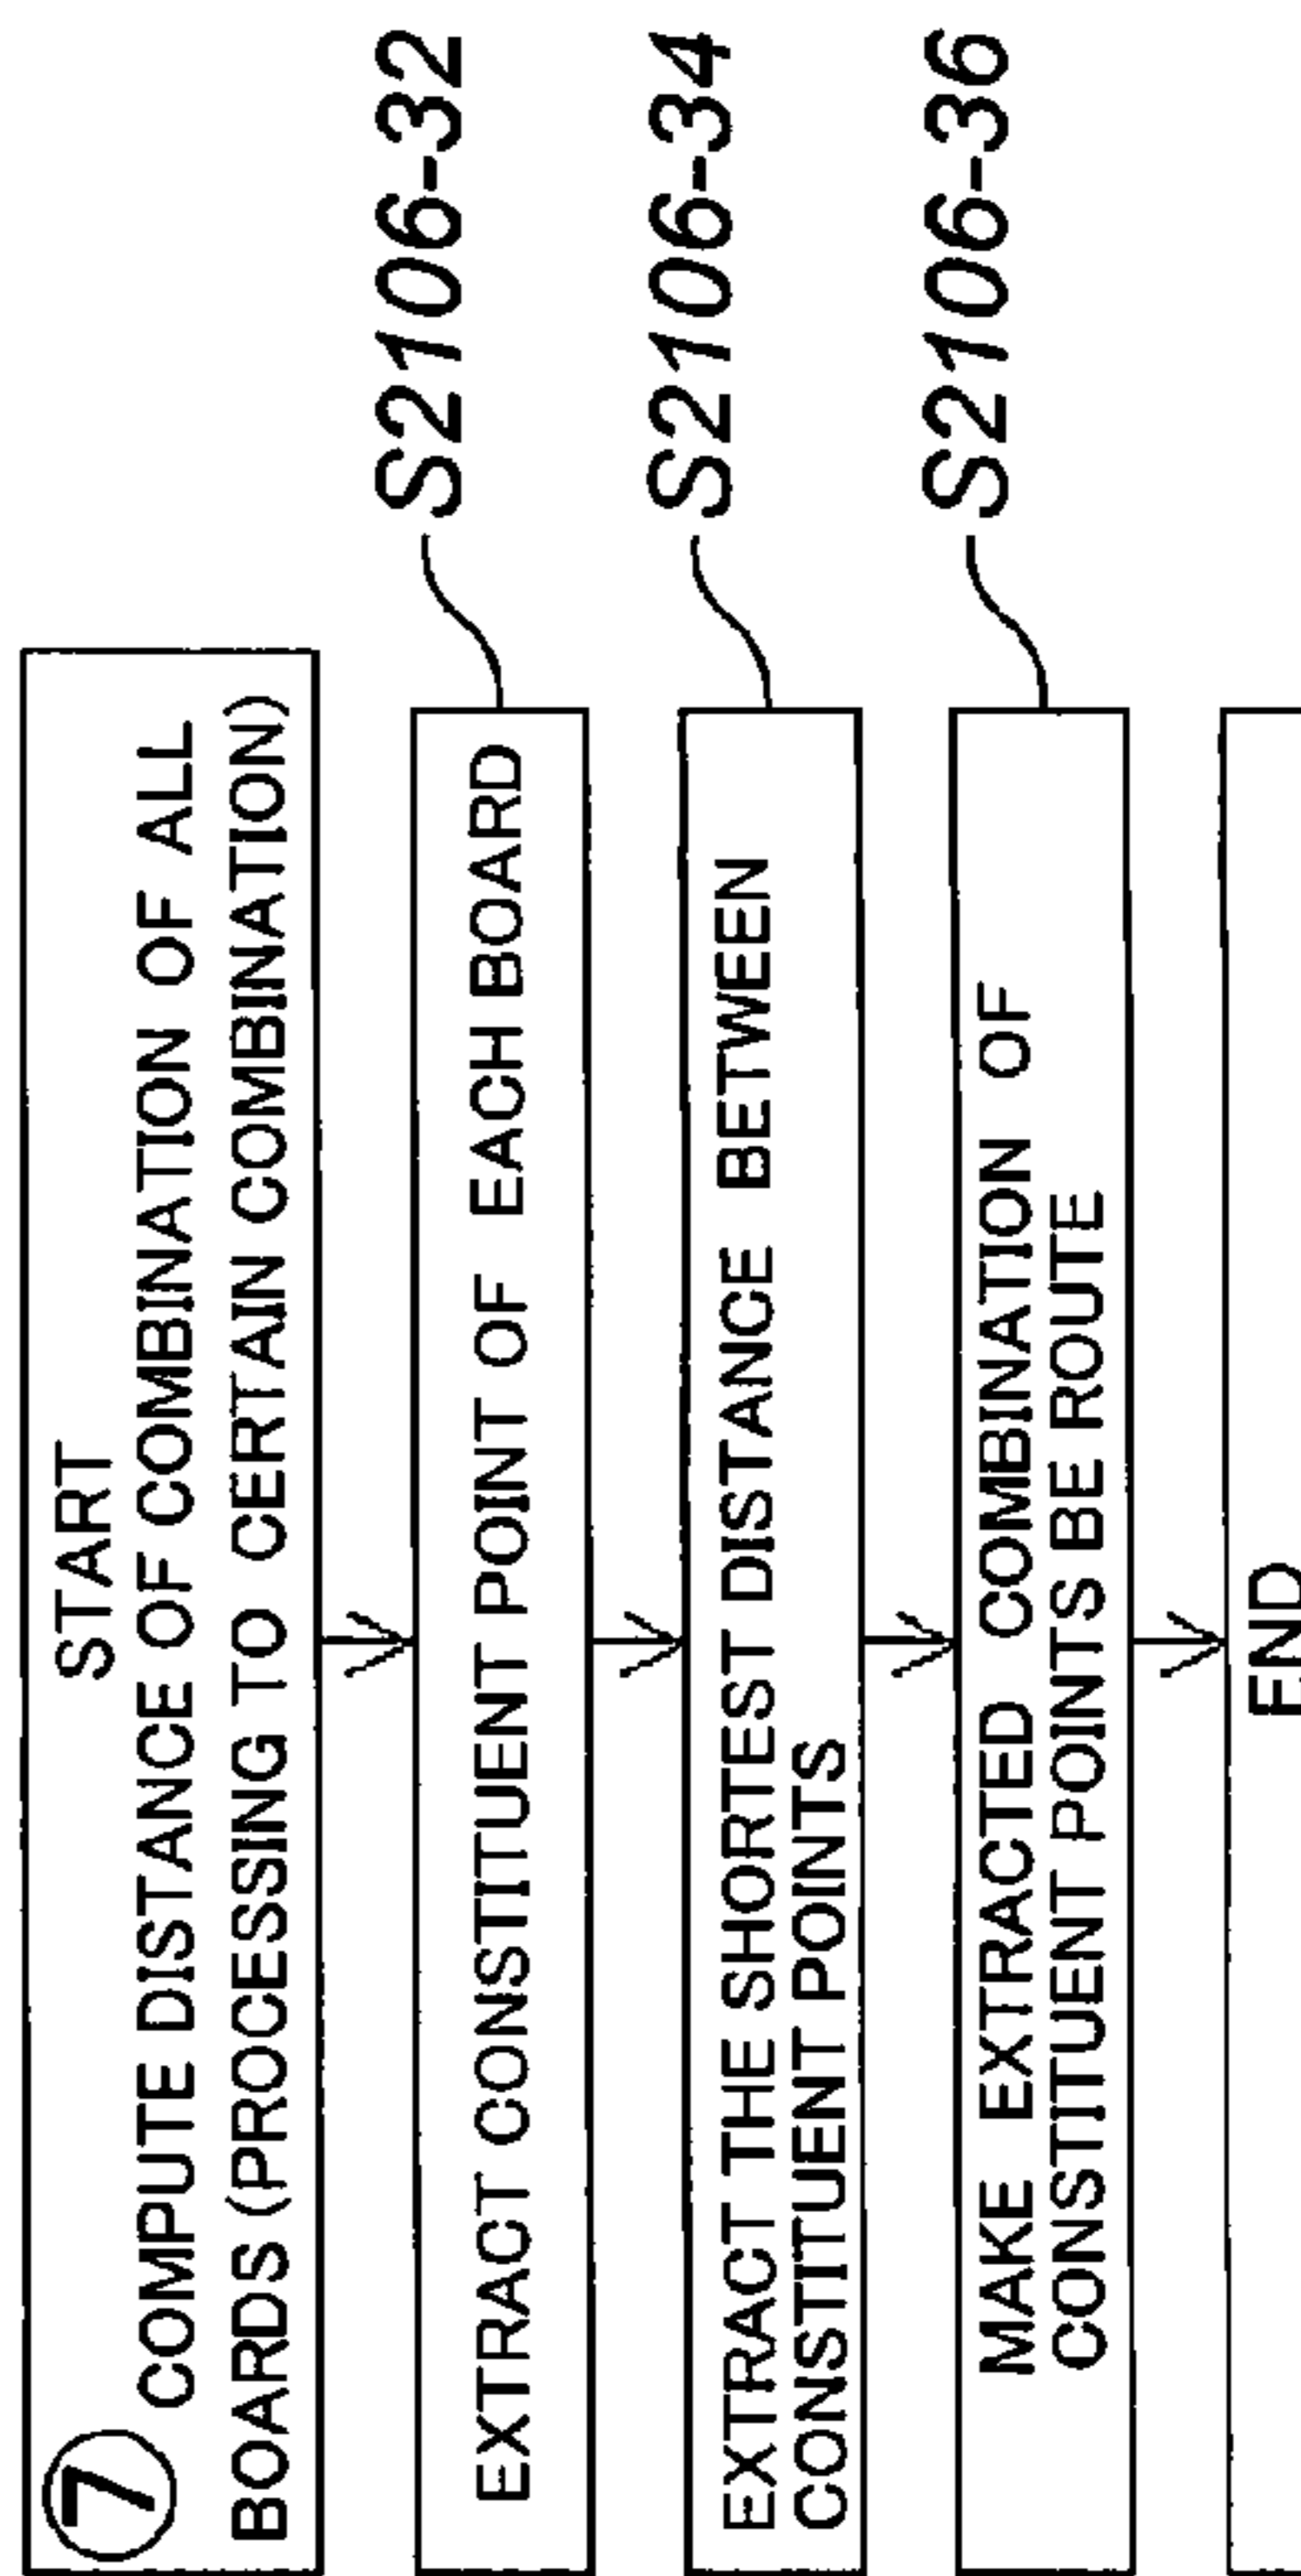 START
7 COMPUTE DISTANCE OF COMBINATION OF ALL
BOARDS (PROCESSING TO CERTAIN COMBINATION)
EXTRACT CONSTITUENT POINT OF EACH BOARD
S2106-32
EXTRACT THE SHORTEST DISTANCE BETWEEN
CONSTITUENT POINTS
S2106-34
MAKE EXTRACTED COMBINATION OF
CONSTITUENT POINTS BE ROUTE
S2106-36
END